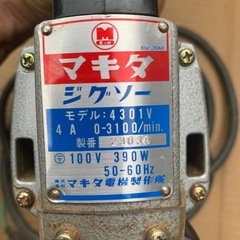 マキタ
ジグソー
モデル:4301V
4A 0-3100/min.
製番
〒 100V 390W
50-60Hz
株式会社 マキタ電機製作所